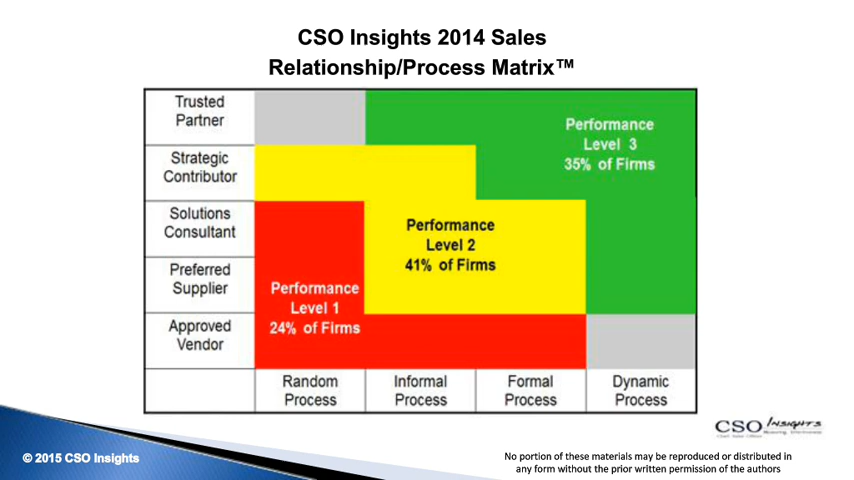 CSO Insights 2014 Sales
Relationship/Process Matrix™
Trusted
Partner
Performance
Level 3
35% of Firms
Strategic
Contributor
Solutions
Consultant
Performance
Level 2
41% of Firms
Preferred
Supplier
Performance
Level 1
24% of Firms
Approved
Vendor
Random
Process
Informal
Process
Formal
Process
Dynamic
Process
CSO INSIGHTS
© 2015 CSO Insights
No portion of these materials may be reproduced or distributed in
any form without the prior written permission of the authors